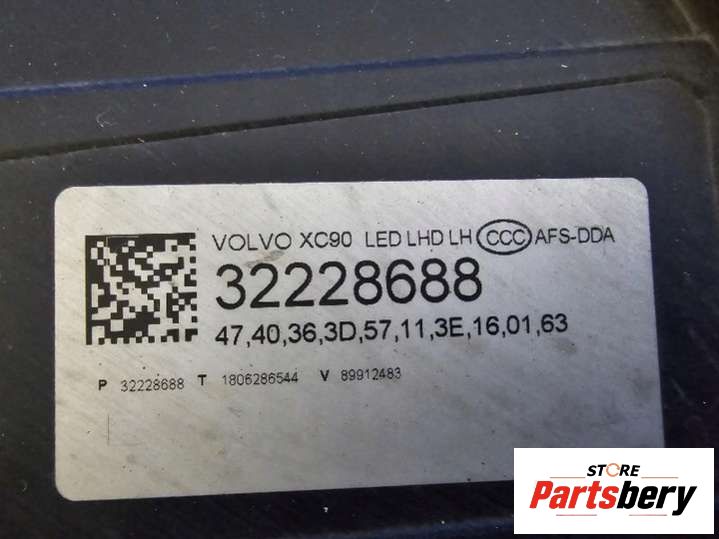 VOLVO XC90 LED LHD LH CCC AFS-DDA
32228688
47,40,36,3D,57,11,3E,16,01,63
P 32228688 T 1806286544 V 89912483
STORE
Partsbery